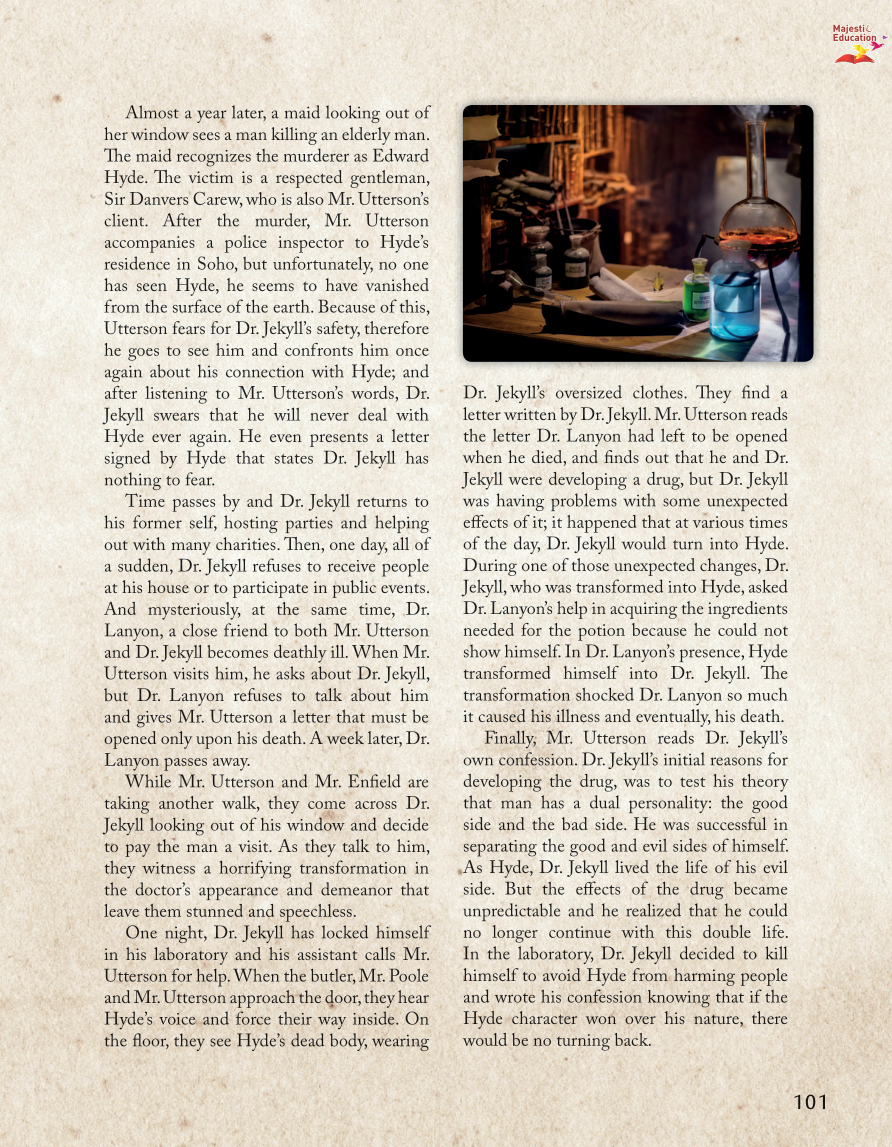 Majestic
Education
Almost a year later, a maid looking out of
her window sees a man killing an elderly man.
The maid recognizes the murderer as Edward
Hyde. The victim is a respected gentleman,
Sir Danvers Carew, who is also Mr. Utterson's
client. After the murder, Mr. Utterson
accompanies a police inspector to Hyde's
residence in Soho, but unfortunately, no one
has seen Hyde, he seems to have vanished
from the surface of the earth. Because of this,
Utterson fears for Dr. Jekyll's safety, therefore
he goes to see him and confronts him once
again about his connection with Hyde; and
after listening to Mr. Utterson's words, Dr.
Jekyll swears that he will never deal with
Hyde ever again. He even presents a letter
signed by Hyde that states Dr. Jekyll has
nothing to fear.
Time passes by and Dr. Jekyll returns to
his former self, hosting parties and helping
out with many charities. Then, one day, all of
a sudden, Dr. Jekyll refuses to receive people
at his house or to participate in public events.
And mysteriously, at the same time, Dr.
Lanyon, a close friend to both Mr. Utterson
and Dr. Jekyll becomes deathly ill. When Mr.
Utterson visits him, he asks about Dr. Jekyll,
but Dr. Lanyon refuses to talk about him
and gives Mr. Utterson a letter that must be
opened only upon his death. A week later, Dr.
Lanyon passes away.
While Mr. Utterson and Mr. Enfield are
taking another walk, they come across Dr.
Jekyll looking out of his window and decide
to pay the man a visit. As they talk to him,
they witness a horrifying transformation in
the doctor's appearance and demeanor that
leave them stunned and speechless.
One night, Dr. Jekyll has locked himself
in his laboratory and his assistant calls Mr.
Utterson for help. When the butler, Mr. Poole
and Mr. Utterson approach the door, they hear
Hyde's voice and force their way inside. On
the floor, they see Hyde's dead body, wearing
Dr. Jekyll's oversized clothes. They find a
letter written by Dr. Jekyll. Mr. Utterson reads
the letter Dr. Lanyon had left to be opened
when he died, and finds out that he and Dr.
Jekyll were developing a drug, but Dr. Jekyll
was having problems with some unexpected
effects of it; it happened that at various times
of the day, Dr. Jekyll would turn into Hyde.
During one of those unexpected changes, Dr.
Jekyll, who was transformed into Hyde, asked
Dr. Lanyon's help in acquiring the ingredients
needed for the potion because he could not
show himself. In Dr. Lanyon's presence, Hyde
transformed himself into Dr. Jekyll. The
transformation shocked Dr. Lanyon so much
it caused his illness and eventually, his death.
Finally, Mr. Utterson reads Dr. Jekyll's
own confession. Dr. Jekyll's initial reasons for
developing the drug, was to test his theory
that man has a dual personality: the good
side and the bad side. He was successful in
separating the good and evil sides of himself.
As Hyde, Dr. Jekyll lived the life of his evil
side. But the effects of the drug became
unpredictable and he realized that he could
no longer continue with this double life.
In the laboratory, Dr. Jekyll decided to kill
himself to avoid Hyde from harming people
and wrote his confession knowing that if the
Hyde character won over his nature, there
would be no turning back.
101